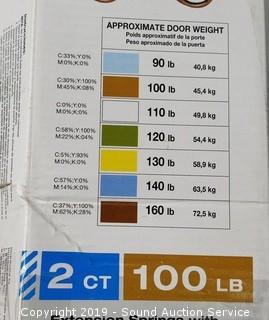 APPROXIMATE DOOR WEIGHT
Poids approximatif de la porte
Peso aproximado de la puerta
C:33%;Y:0%
M:0%;K:0%
90 lb 40,8 kg
C:30%;Y:100%
M:45%;K:08%
100 lb 45,4 kg
C:0%;Y:0%
M:0%;K:0%
110 lb 49,8 kg
C:58%;Y:100%
M:22%;K:04%
120 lb 54,4 kg
C:5%;Y:93%
M:0%;K:0%
130 lb 58,9 kg
C:57%;Y:0%
M:14%;K:0%
140 lb 63,5 kg
C:37%;Y:100%
M:62%;K:28%
160 lb 72,5 kg
2 CT 100 LB
Extension Springs with
Copyright 2019 - Sound Auction Service